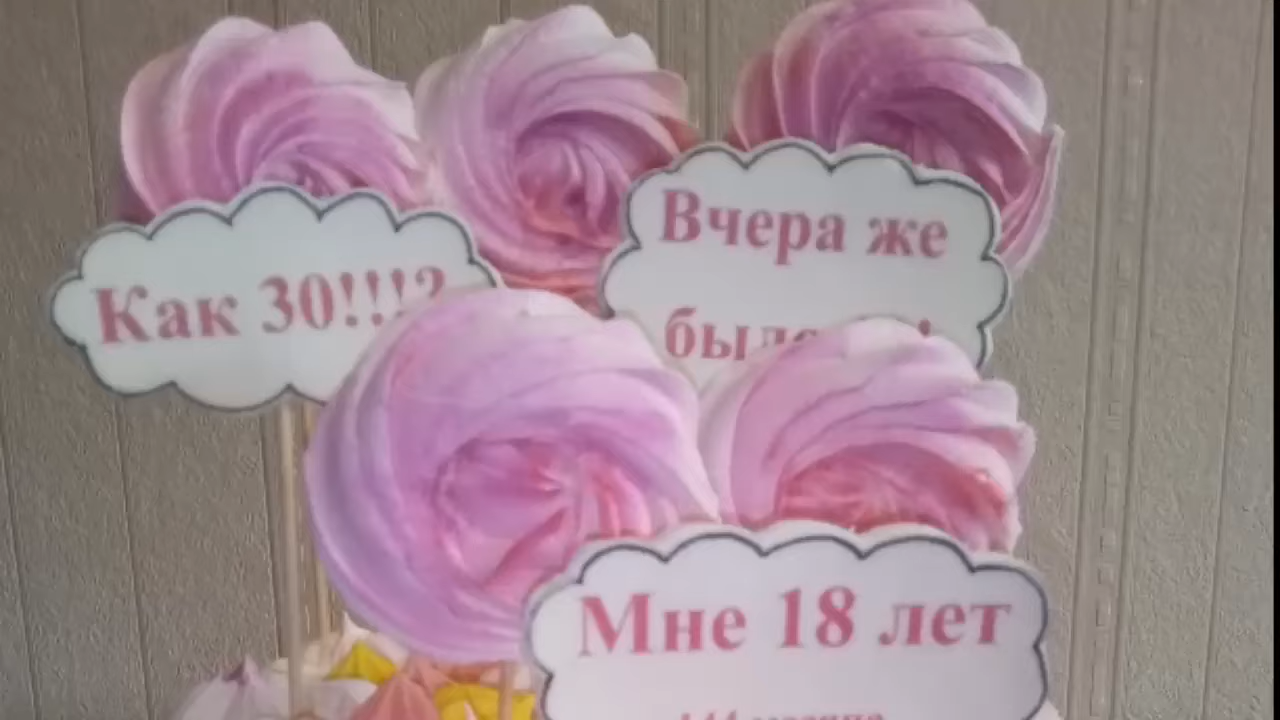 Как 30!!!?
Вчера же
Мне 18 лет